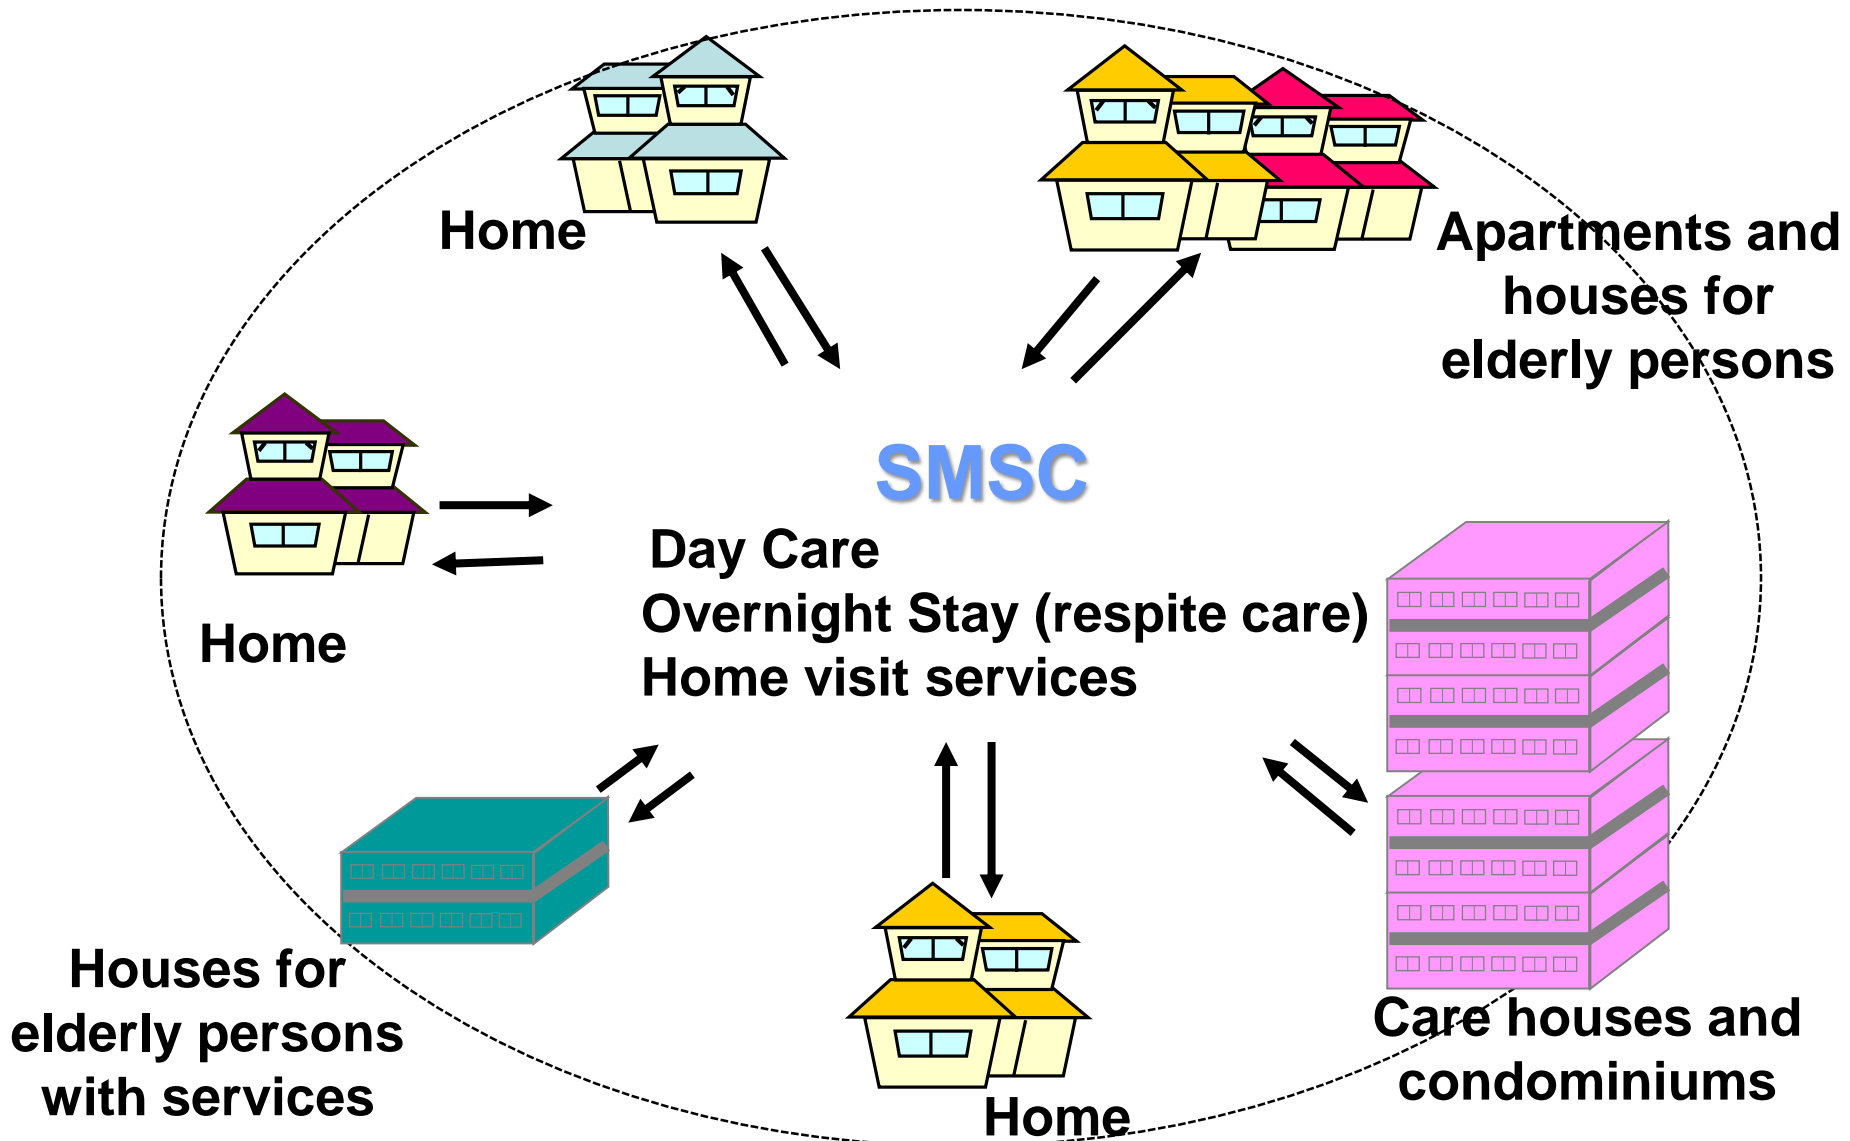 Home
Apartments and
houses for
elderly persons
SMSC
Day Care
Overnight Stay (respite care)
Home visit services
Home
Houses for
elderly persons
with services
Home
Care houses and
condominiums